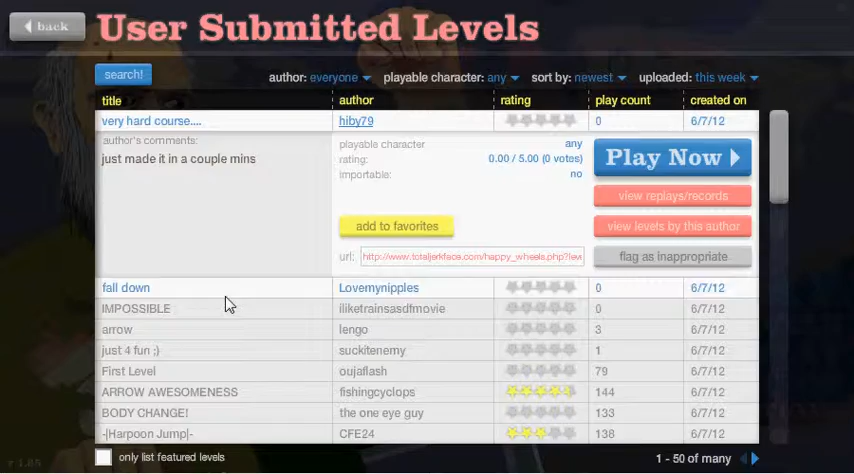 back
User Submitted Levels
search!
author: everyone playable character: any sort by: newest uploaded: this week
title author rating play count created on
very hard course.... hiby79 0 6/7/12
author's comments:
just made it in a couple mins
playable character any
rating: 0.00 / 5.00 (0 votes)
importable: no
Play Now
view replays/records
add to favorites
view levels by this author
url: http://www.totaljerkface.com/happy_wheels.php?
flag as inappropriate
fall down Lovemynipples 0 6/7/12
IMPOSSIBLE iliketrainsasdfmovie 0 6/7/12
arrow lengo 3 6/7/12
just 4 fun ;) suckitenemy 1 6/7/12
First Level oujaflash 79 6/7/12
ARROW AWESOMENESS fishingcyclops 144 6/7/12
BODY CHANGE! the one eye guy 133 6/7/12
-|Harpoon Jump|- CFE24 138 6/7/12
only list featured levels
1 - 50 of many